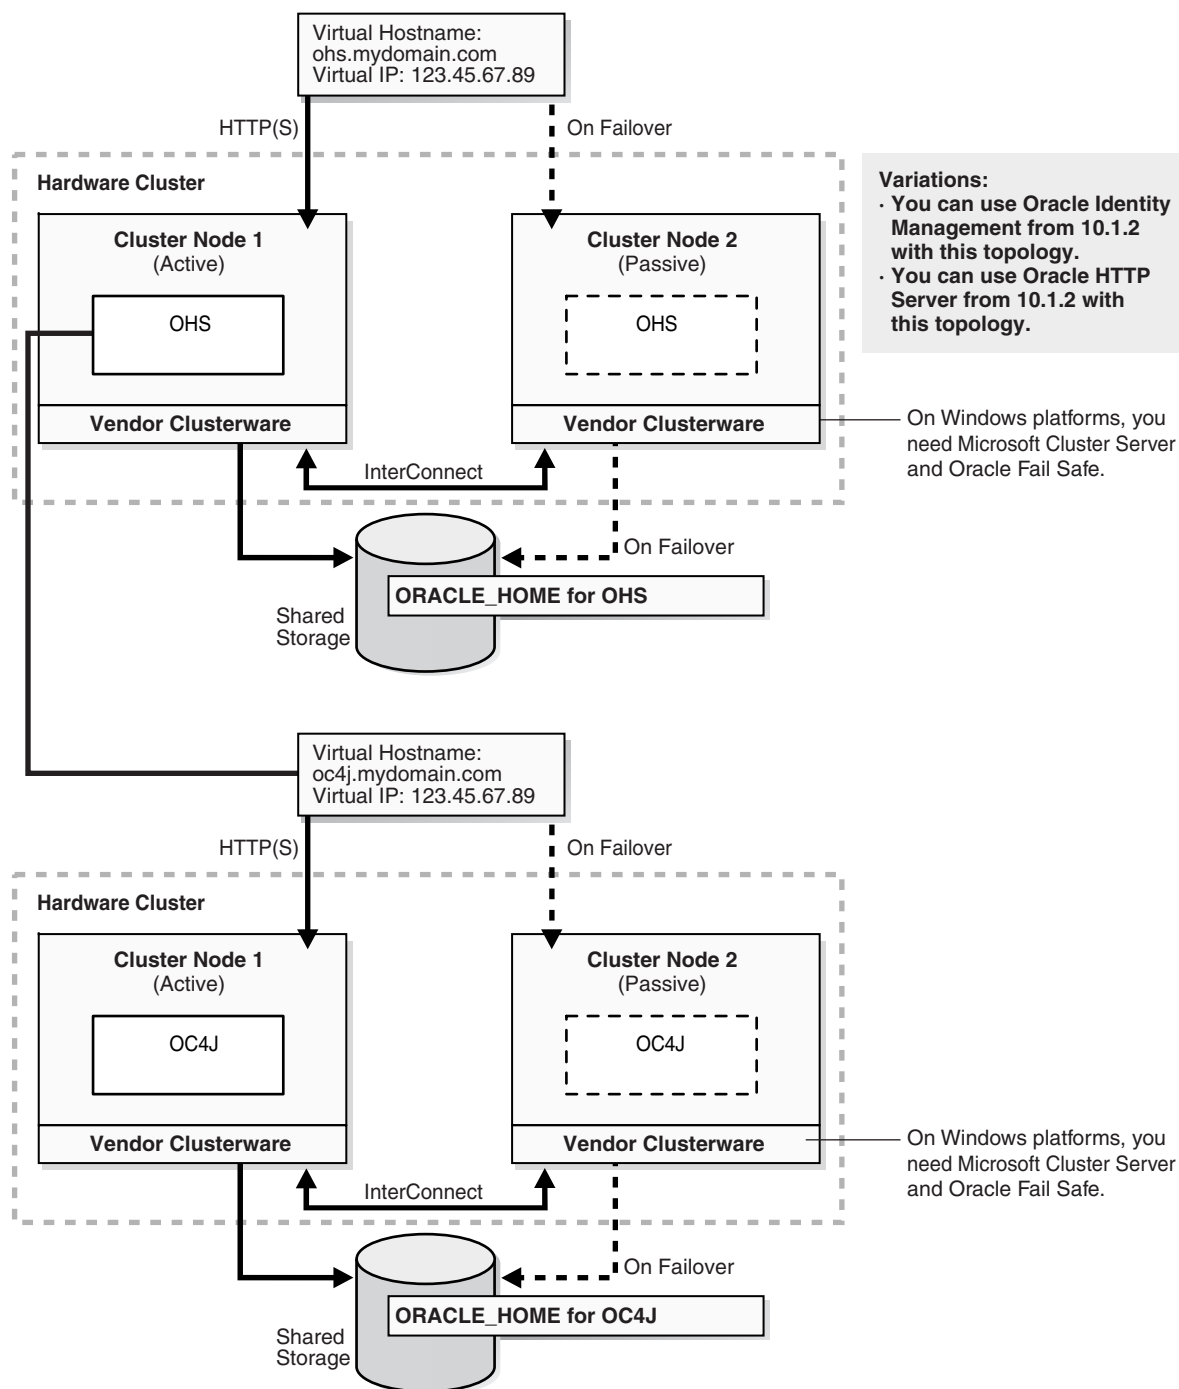 Virtual Hostname:
ohs.mydomain.com
Virtual IP: 123.45.67.89
HTTP(S)
On Failover
Hardware Cluster
Cluster Node 1
(Active)
OHS
Vendor Clusterware
Cluster Node 2
(Passive)
OHS
Vendor Clusterware
Variations:
· You can use Oracle Identity
Management from 10.1.2
with this topology.
· You can use Oracle HTTP
Server from 10.1.2 with
this topology.
On Windows platforms, you
need Microsoft Cluster Server
and Oracle Fail Safe.
InterConnect
On Failover
ORACLE_HOME for OHS
Shared
Storage
Virtual Hostname:
oc4j.mydomain.com
Virtual IP: 123.45.67.89
HTTP(S)
On Failover
Hardware Cluster
Cluster Node 1
(Active)
OC4J
Vendor Clusterware
Cluster Node 2
(Passive)
OC4J
Vendor Clusterware
On Windows platforms, you
need Microsoft Cluster Server
and Oracle Fail Safe.
InterConnect
On Failover
ORACLE_HOME for OC4J
Shared
Storage